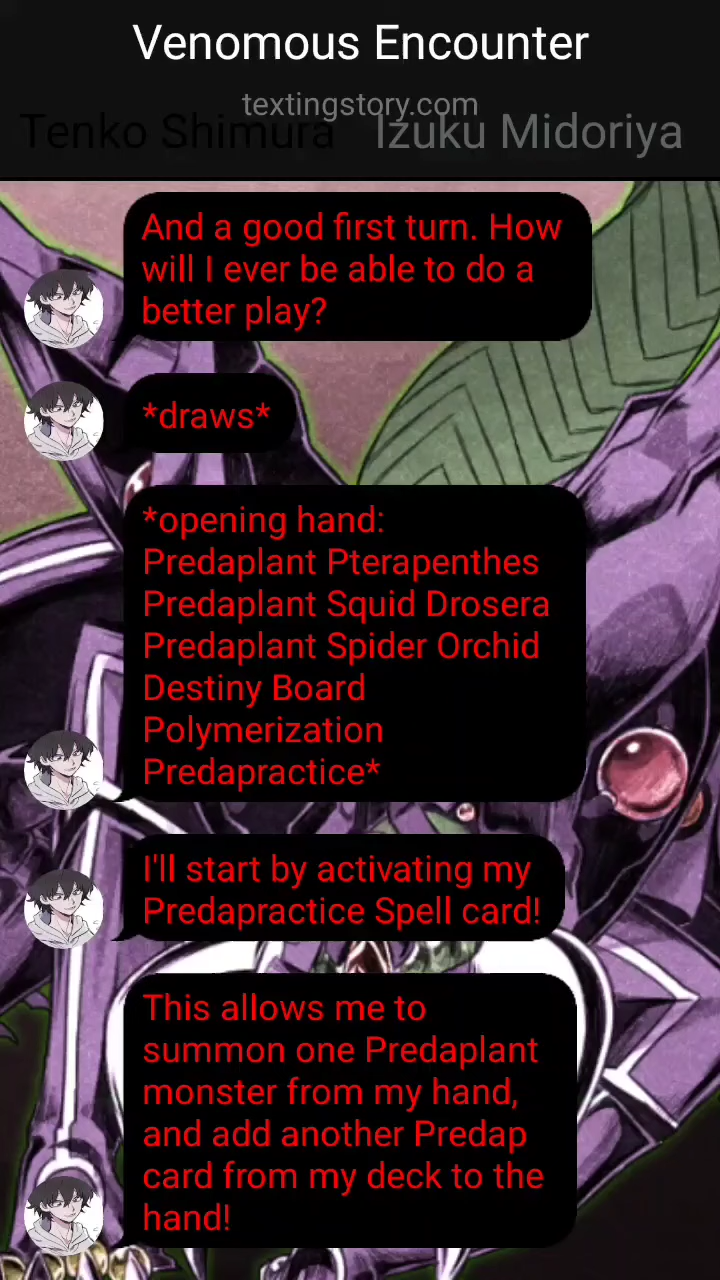 Venomous Encounter
textingstory.com
Tenko Shimura Izuku Midoriya
And a good first turn. How
will I ever be able to do a
better play?
*draws*
*opening hand:
Predaplant Pterapenthes
Predaplant Squid Drosera
Predaplant Spider Orchid
Destiny Board
Polymerization
Predapractice*
I'll start by activating my
Predapractice Spell card!
This allows me to
summon one Predaplant
monster from my hand,
and add another Predap
card from my deck to the
hand!